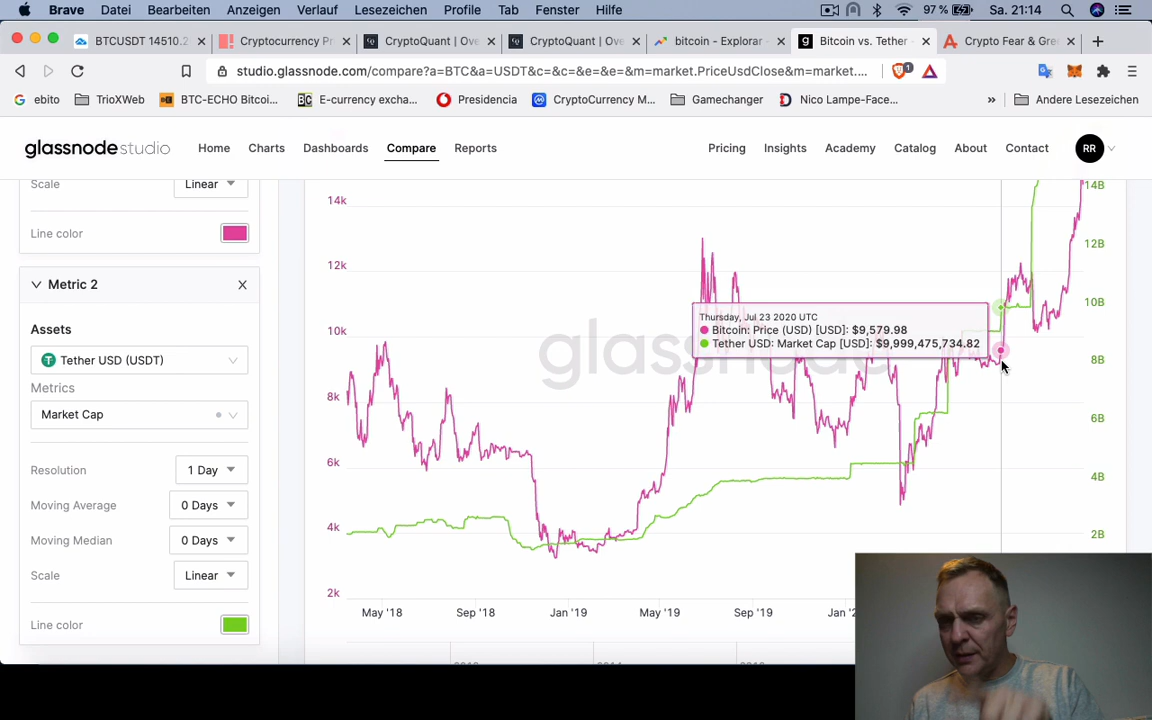 Brave Datei Bearbeiten Anzeigen Verlauf Lesezeichen Profile Tab Fenster Hilfe 97 % Sa. 21:14
BTCUSDT 14510.2 × Cryptocurrency Pr × CryptoQuant | Ove × CryptoQuant | Ove × bitcoin - Explorar - × Bitcoin vs. Tether - × Crypto Fear & Gre × +
studio.glassnode.com/compare?a=BTC&a=USDT&c=&c=&e=&e=&m=market.PriceUsdClose&m=market.... 1
ebito TrioXWeb BTC-ECHO Bitcoi... E-currency excha... Presidencia CryptoCurrency M... Gamechanger Nico Lampe-Face... » Andere Lesezeichen
glassnodestudio Home Charts Dashboards Compare Reports Pricing Insights Academy Catalog About Contact RR
Scale Linear
Line color
Metric 2 ×
Assets
Tether USD (USDT)
Metrics
Market Cap
Resolution 1 Day
Moving Average 0 Days
Moving Median 0 Days
Scale Linear
Line color
14k 14B
12k 12B
10k 10B
8k 8B
6k 6B
4k 4B
2k 2B
glass
Thursday, Jul 23 2020 UTC
Bitcoin: Price (USD) [USD]: $9,579.98
Tether USD: Market Cap [USD]: $9,999,475,734.82
May '18 Sep '18 Jan '19 May '19 Sep '19